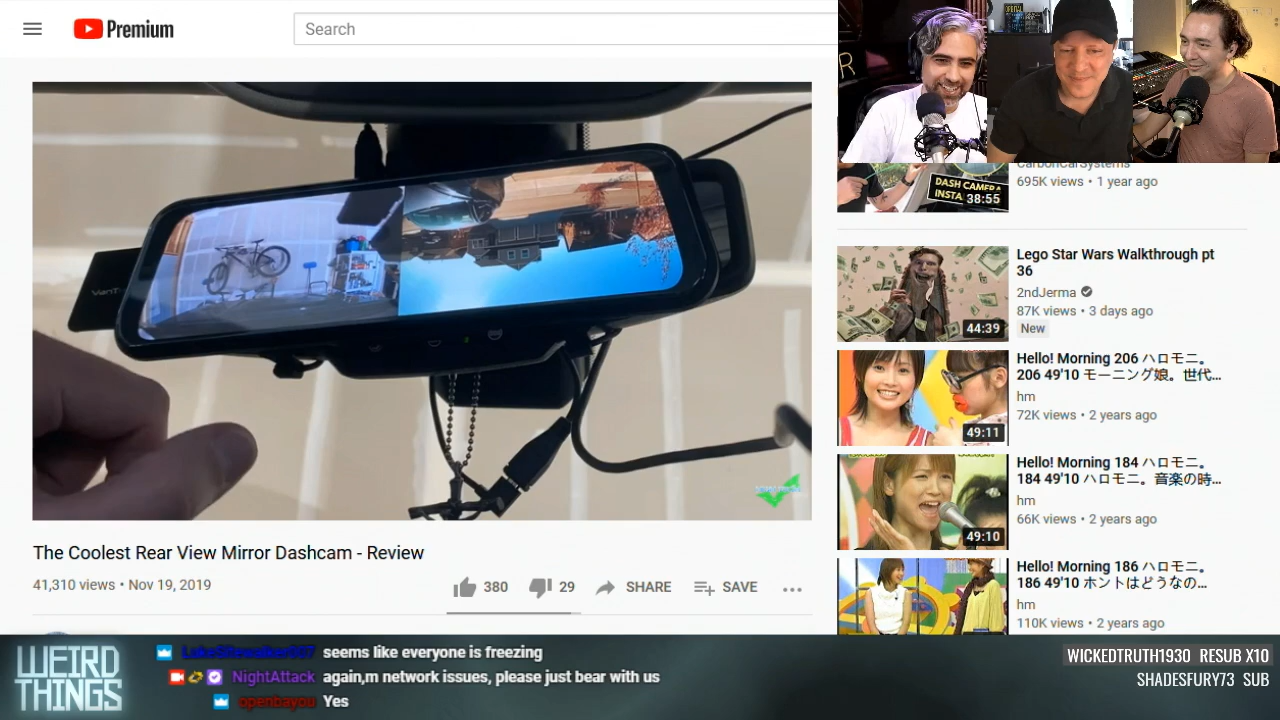 Premium
Search
CarbonCarSystems
695K views • 1 year ago
DASH CAMERA
INSTA
38:55
Lego Star Wars Walkthrough pt
36
2ndJerma
87K views • 3 days ago
New
44:39
Hello! Morning 206 ハロモニ。
206 49'10 モーニング娘。世代...
hm
72K views • 2 years ago
49:11
Hello! Morning 184 ハロモニ。
184 49'10 ハロモニ。音楽の時...
hm
66K views • 2 years ago
49:10
Hello! Morning 186 ハロモニ。
186 49'10 ホントはどうなの...
hm
110K views • 2 years ago
The Coolest Rear View Mirror Dashcam - Review
41,310 views • Nov 19, 2019
380
29
SHARE
SAVE
WEIRD
THINGS
seems like everyone is freezing
NightAttack again,m network issues, please just bear with us
openbayou Yes
WICKEDTRUTH1930 RESUB X10
SHADESFURY73 SUB